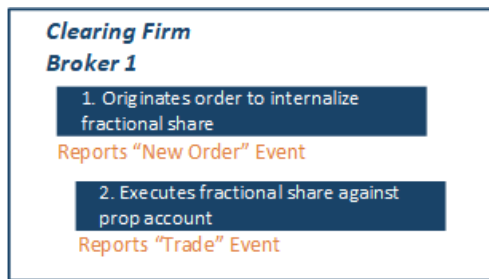 Clearing Firm
Broker 1
1. Originates order to internalize
fractional share
Reports “New Order” Event
2. Executes fractional share against
prop account
Reports “Trade” Event